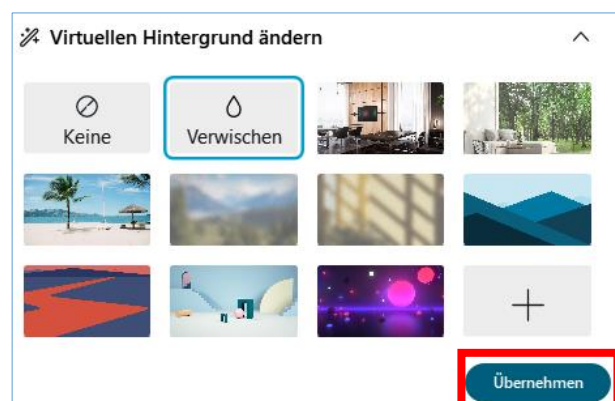 Virtuellen Hintergrund ändern
Keine
Verwischen
Übernehmen